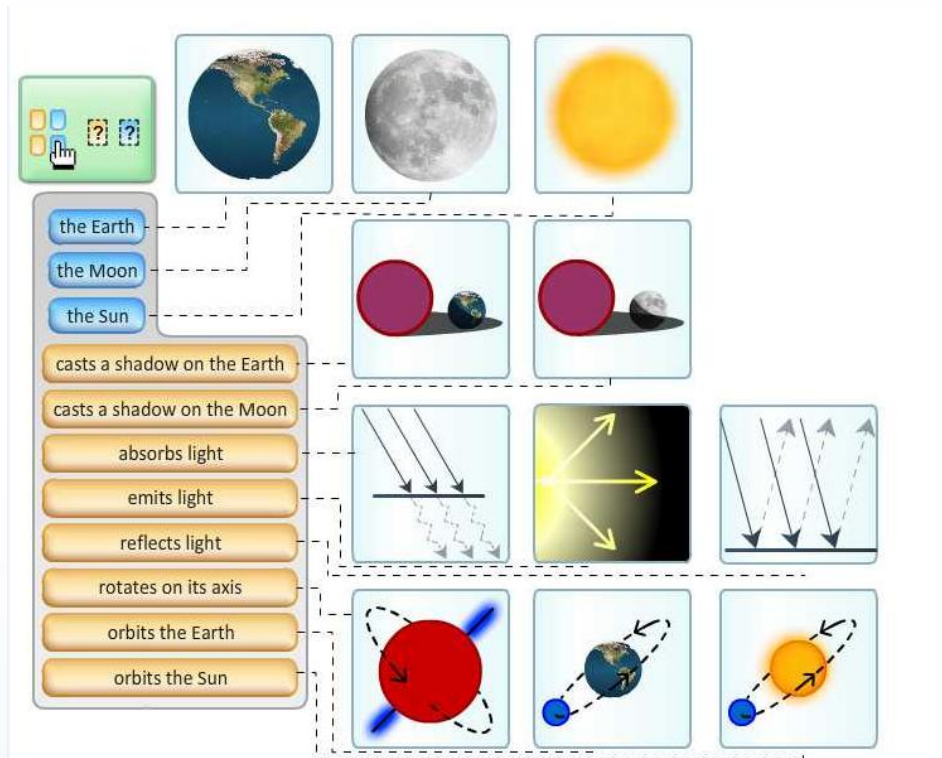 ? ?
the Earth
the Moon
the Sun
casts a shadow on the Earth
casts a shadow on the Moon
absorbs light
emits light
reflects light
rotates on its axis
orbits the Earth
orbits the Sun